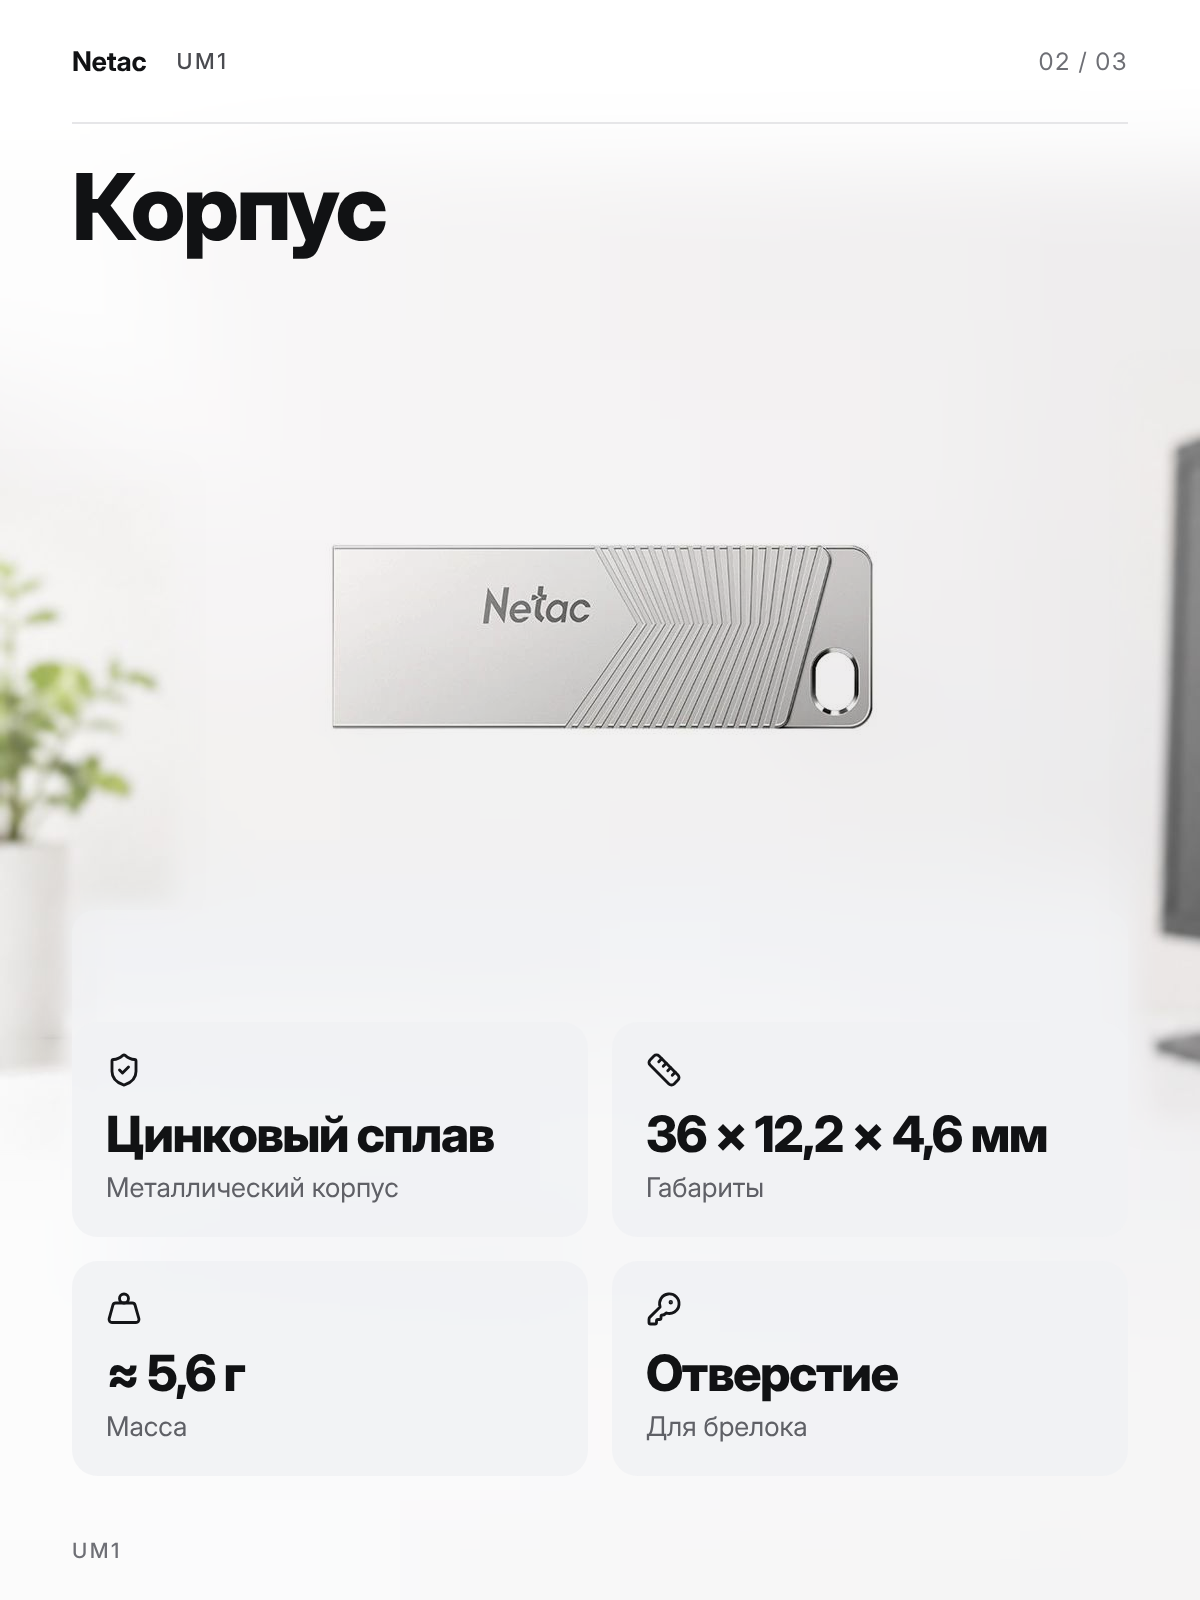 Netac UM1 02 / 03
Корпус
Netac
Цинковый сплав
Металлический корпус
36 × 12,2 × 4,6 мм
Габариты
≈ 5,6 г
Масса
Отверстие
Для брелока
UM1